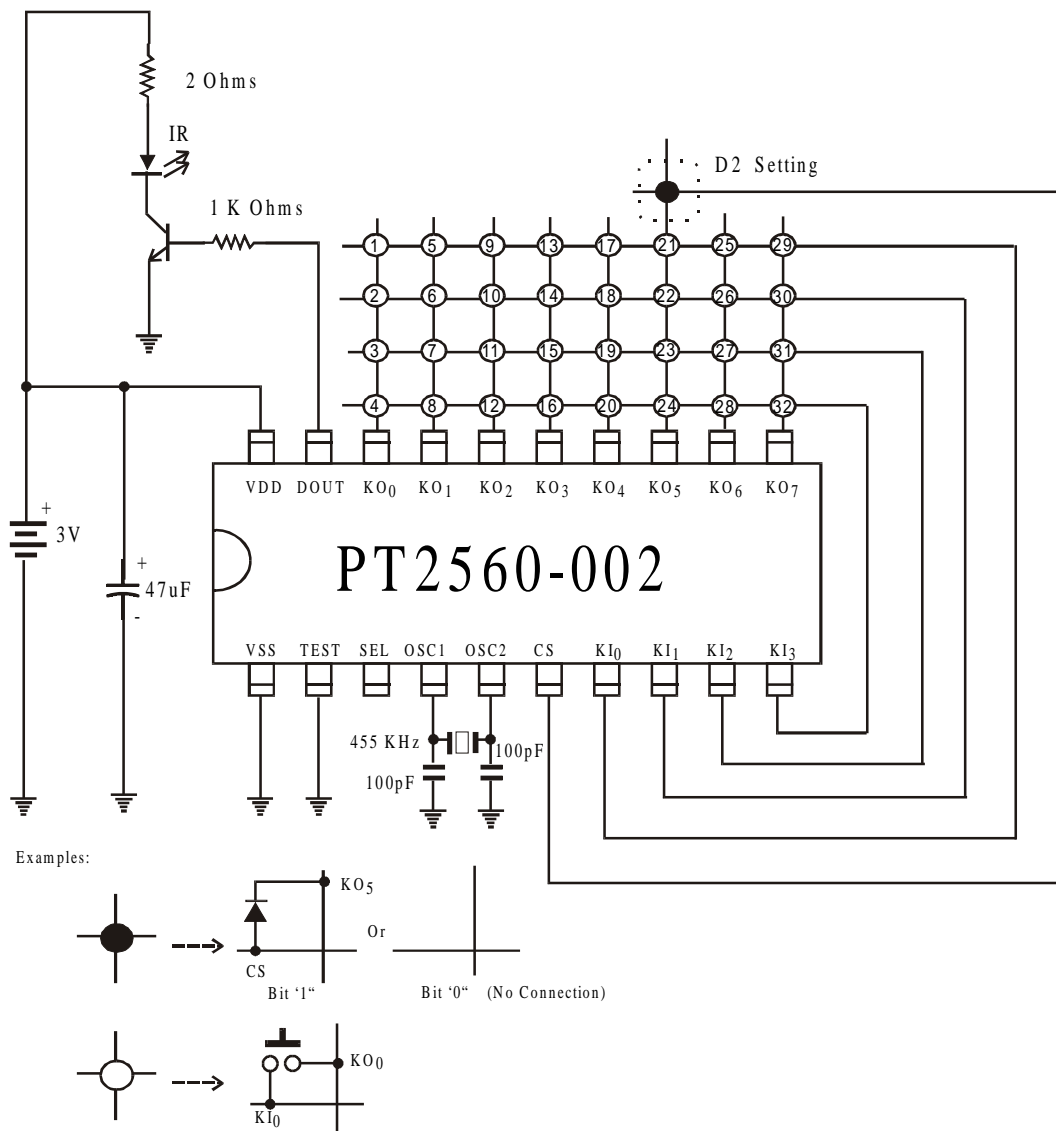 2 Ohms
IR
D2 Setting
1 K Ohms
1 5 9 13 17 21 25 29
2 6 10 14 18 22 26 30
3 7 11 15 19 23 27 31
4 8 12 16 20 24 28 32
VDD DOUT KO0 KO1 KO2 KO3 KO4 KO5 KO6 KO7
+
3V
PT2560-002
+
47uF
-
VSS TEST SEL OSC1 OSC2 CS KI0 KI1 KI2 KI3
455 KHz
100pF
100pF
Examples:
KO5
Or
CS
Bit ‘1“
Bit ‘0“ (No Connection)
KO0
KI0